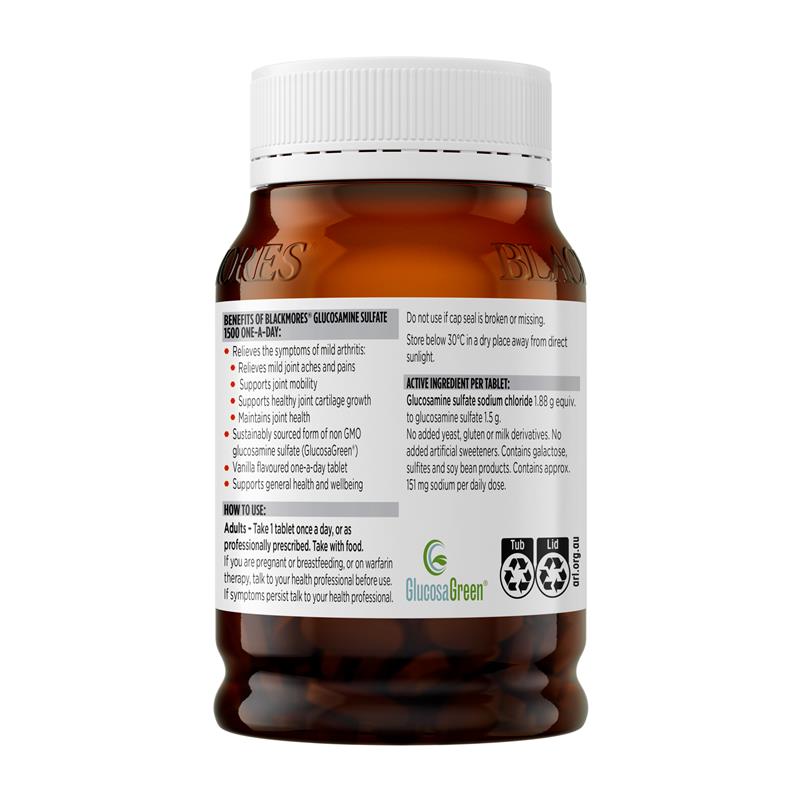 BENEFITS OF BLACKMORES® GLUCOSAMINE SULFATE
1500 ONE-A-DAY:
• Relieves the symptoms of mild arthritis:
• Relieves mild joint aches and pains
• Supports joint mobility
• Supports healthy joint cartilage growth
• Maintains joint health
• Sustainably sourced form of non GMO
glucosamine sulfate (GlucosaGreen®)
• Vanilla flavoured one-a-day tablet
• Supports general health and wellbeing
HOW TO USE:
Adults – Take 1 tablet once a day, or as
professionally prescribed. Take with food.
If you are pregnant or breastfeeding, or on warfarin
therapy, talk to your health professional before use.
If symptoms persist talk to your health professional.
Do not use if cap seal is broken or missing.
Store below 30°C in a dry place away from direct
sunlight.
ACTIVE INGREDIENT PER TABLET:
Glucosamine sulfate sodium chloride 1.88 g equiv.
to glucosamine sulfate 1.5 g.
No added yeast, gluten or milk derivatives. No
added artificial sweeteners. Contains galactose,
sulfites and soy bean products. Contains approx.
151 mg sodium per daily dose.
GlucosaGreen®
Tub
Lid
arl.org.au